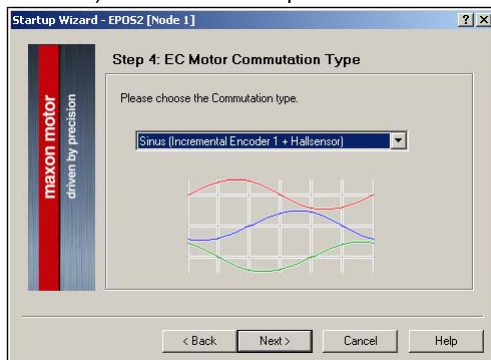 Startup Wizard - EPOS2 [Node 1]
maxon motor
driven by precision
Step 4: EC Motor Commutation Type
Please choose the Commutation type.
Sinus (Incremental Encoder 1 + Hallsensor)
< Back
Next >
Cancel
Help